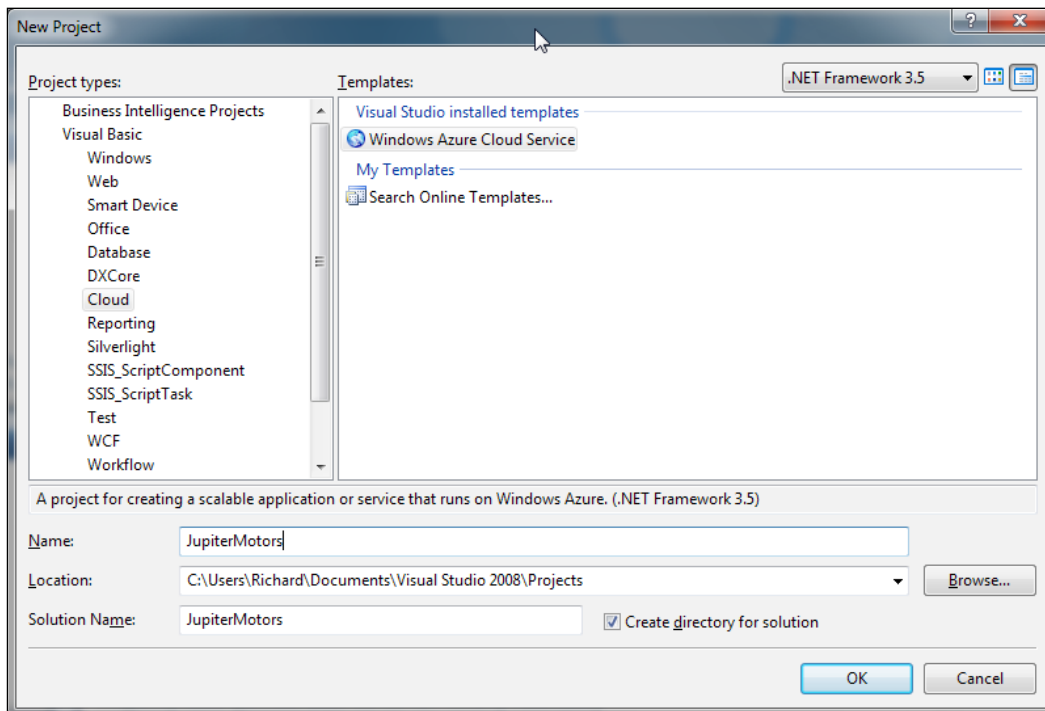 New Project
Project types:
Templates:
.NET Framework 3.5
Business Intelligence Projects
Visual Basic
Windows
Web
Smart Device
Office
Database
DXCore
Cloud
Reporting
Silverlight
SSIS_ScriptComponent
SSIS_ScriptTask
Test
WCF
Workflow
Visual Studio installed templates
Windows Azure Cloud Service
My Templates
Search Online Templates...
A project for creating a scalable application or service that runs on Windows Azure. (.NET Framework 3.5)
Name:
JupiterMotors
Location:
C:\Users\Richard\Documents\Visual Studio 2008\Projects
Browse...
Solution Name:
JupiterMotors
Create directory for solution
OK
Cancel